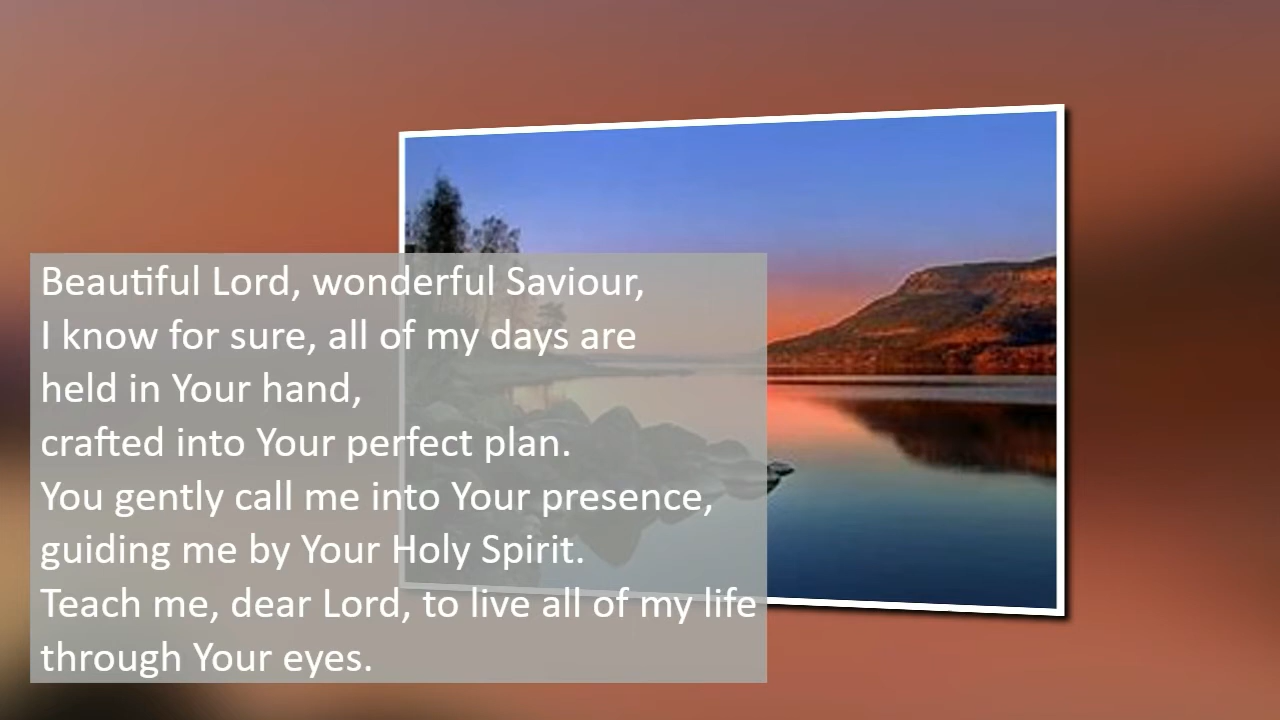 Beautiful Lord, wonderful Saviour,
I know for sure, all of my days are
held in Your hand,
crafted into Your perfect plan.
You gently call me into Your presence,
guiding me by Your Holy Spirit.
Teach me, dear Lord, to live all of my life
through Your eyes.